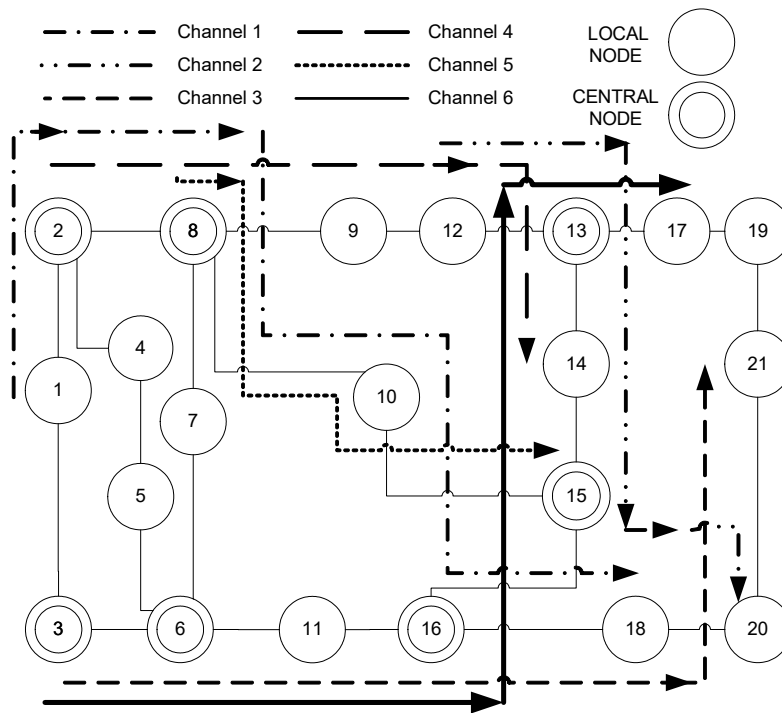 Channel 1
Channel 4
LOCAL
NODE
Channel 2
Channel 5
Channel 3
Channel 6
CENTRAL
NODE
2
8
9
12
13
17
19
4
14
21
1
10
7
5
15
3
6
11
16
18
20